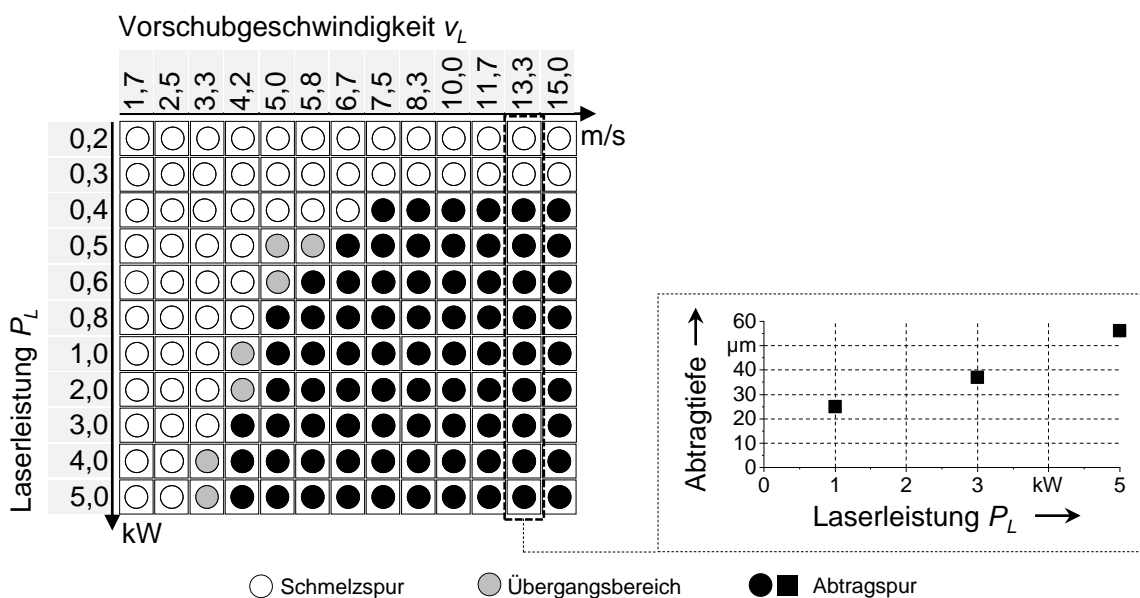 Vorschubgeschwindigkeit v_L
1,7 2,5 3,3 4,2 5,0 5,8 6,7 7,5 8,3 10,0 11,7 13,3 15,0
m/s
Laserleistung P_L
0,2
0,3
0,4
0,5
0,6
0,8
1,0
2,0
3,0
4,0
5,0
kW
Abtragtiefe
60
µm
40
30
20
10
0
0 1 2 3 kW 5
Laserleistung P_L
Schmelzspur Übergangsbereich Abtragspur